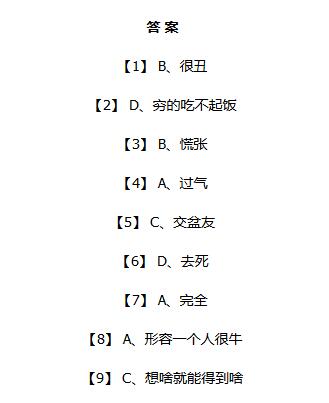 答 案
【1】 B、很丑
【2】 D、穷的吃不起饭
【3】 B、慌张
【4】 A、过气
【5】 C、交盆友
【6】 D、去死
【7】 A、完全
【8】 A、形容一个人很牛
【9】 C、想啥就能得到啥